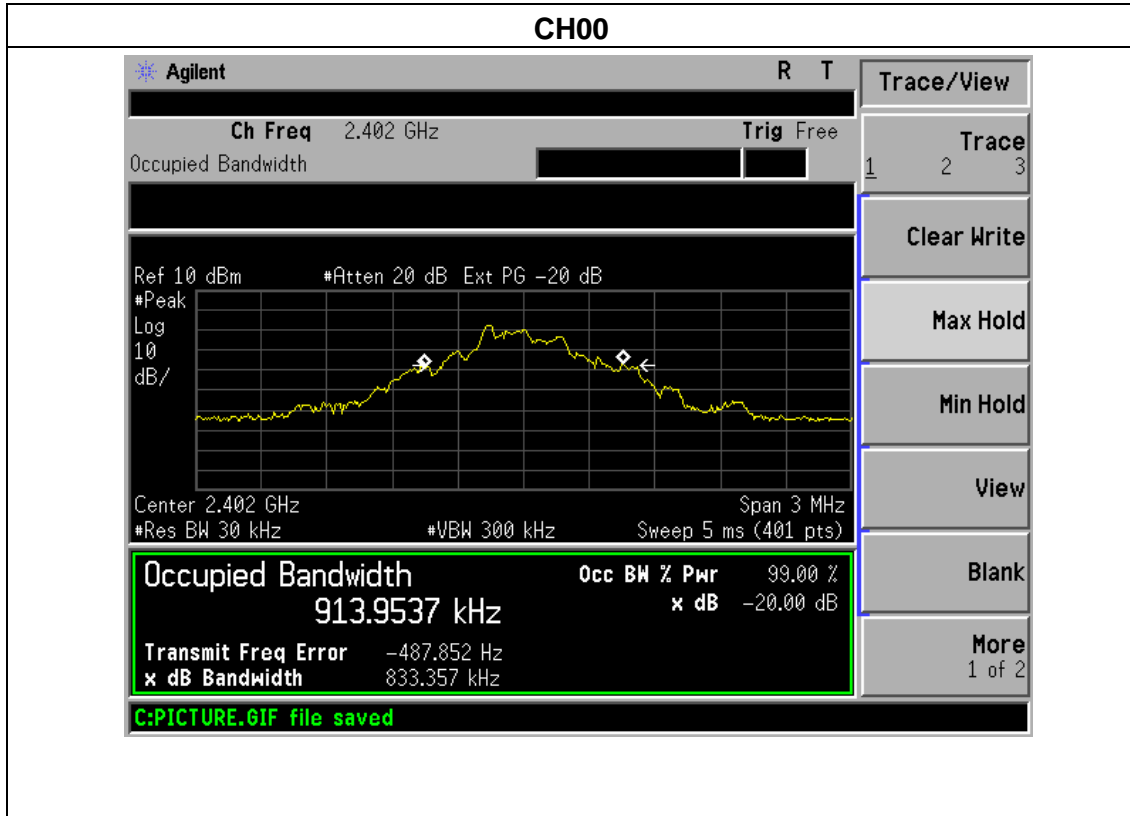 CH00
Agilent R T
Trace/View
Ch Freq 2.402 GHz Trig Free
Occupied Bandwidth
Trace
1 2 3
Clear Write
Ref 10 dBm #Atten 20 dB Ext PG −20 dB
#Peak
Log
10
dB/
Max Hold
Min Hold
View
Center 2.402 GHz Span 3 MHz
#Res BW 30 kHz #VBW 300 kHz Sweep 5 ms (401 pts)
Occupied Bandwidth Occ BW % Pwr 99.00 %
913.9537 kHz x dB −20.00 dB
Blank
Transmit Freq Error −487.852 Hz
x dB Bandwidth 833.357 kHz
More
1 of 2
C:PICTURE.GIF file saved